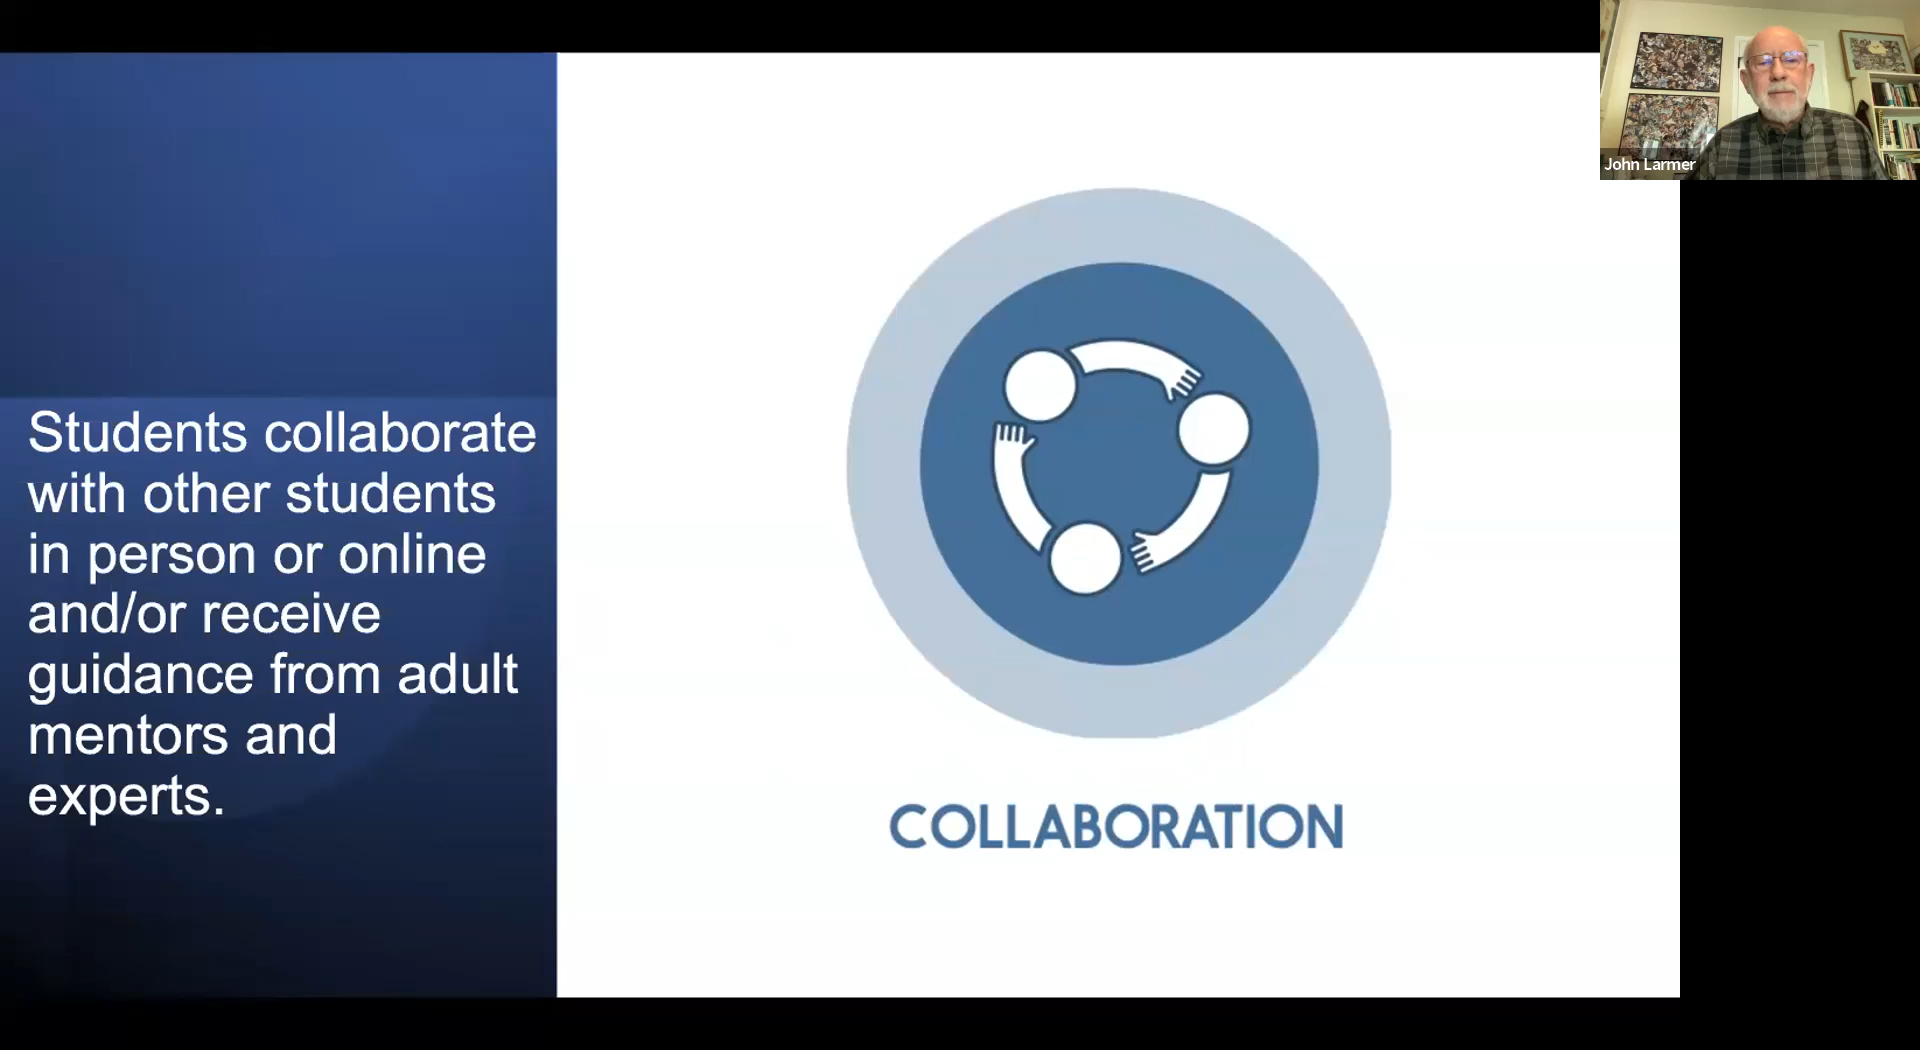 Students collaborate
with other students
in person or online
and/or receive
guidance from adult
mentors and
experts.
COLLABORATION
John Larmer